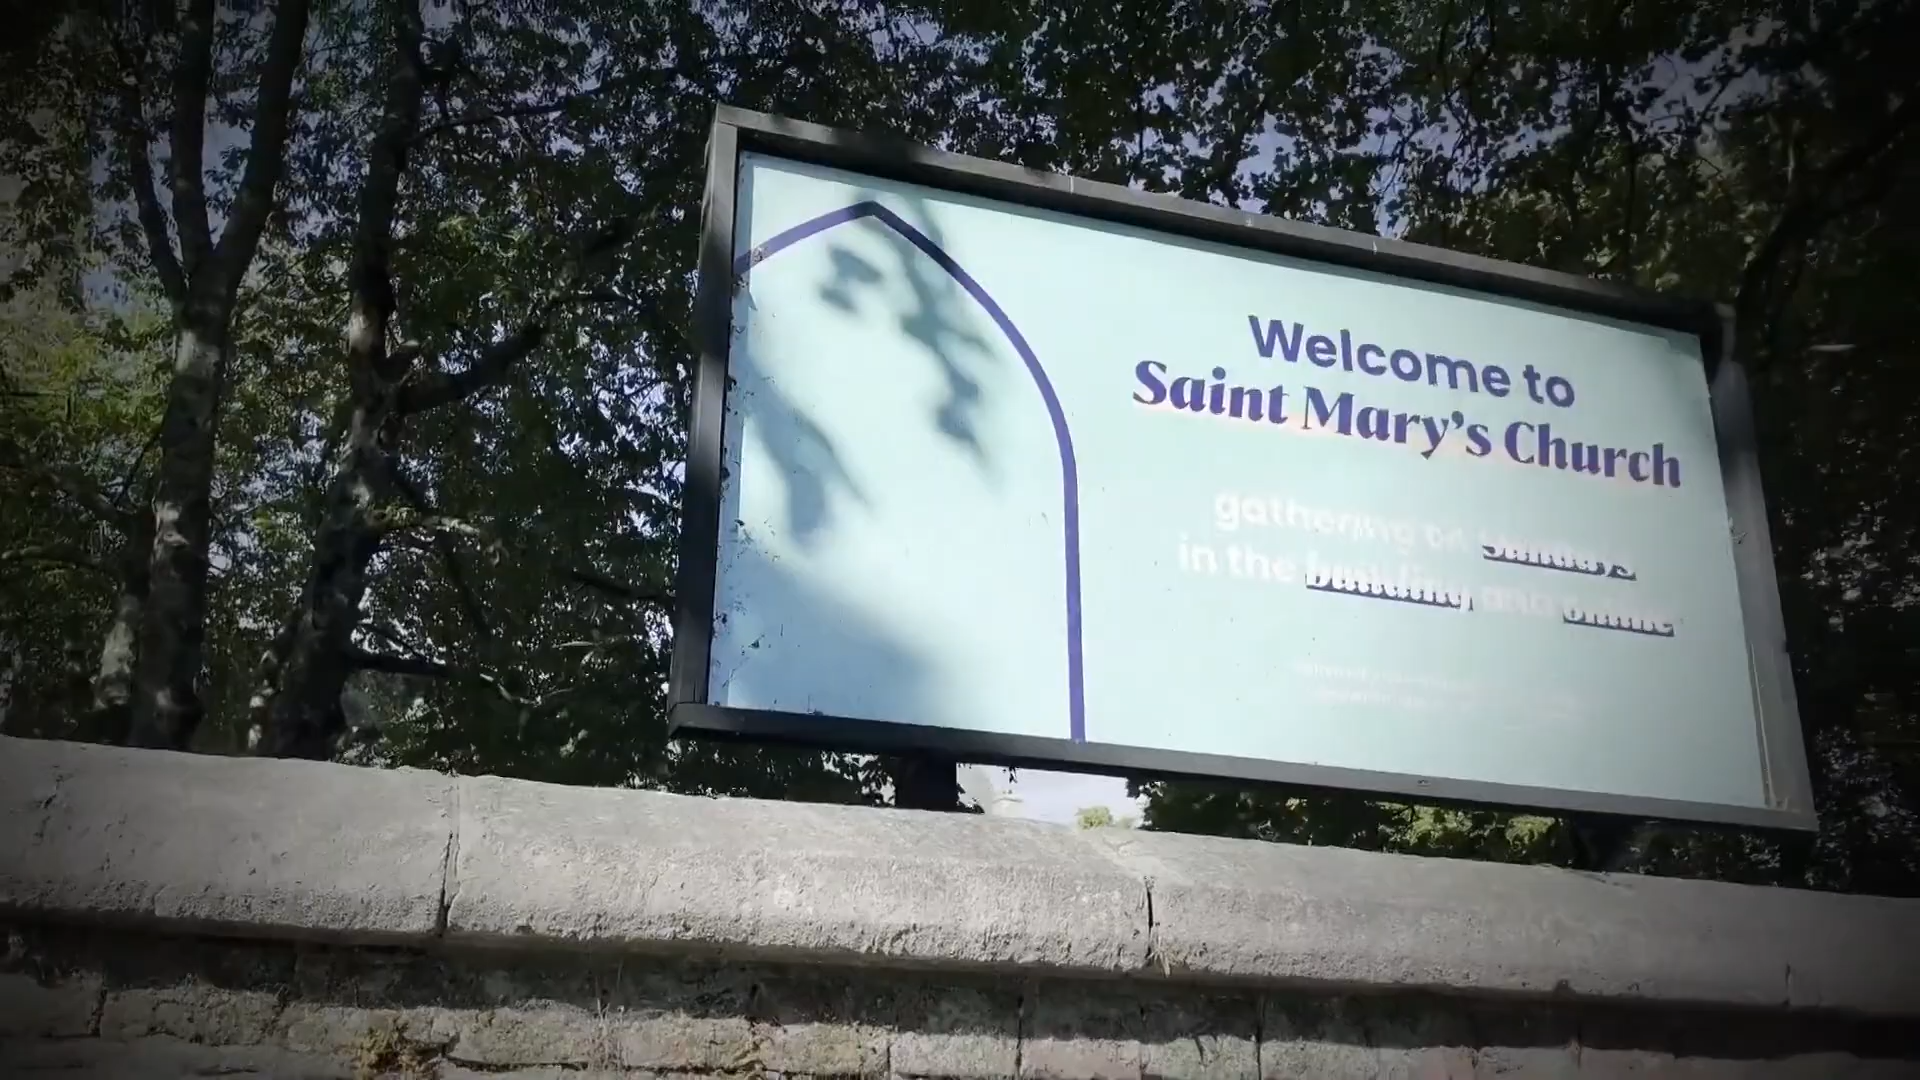 Welcome to
Saint Mary's Church
gathering on Sundays
in the building and online